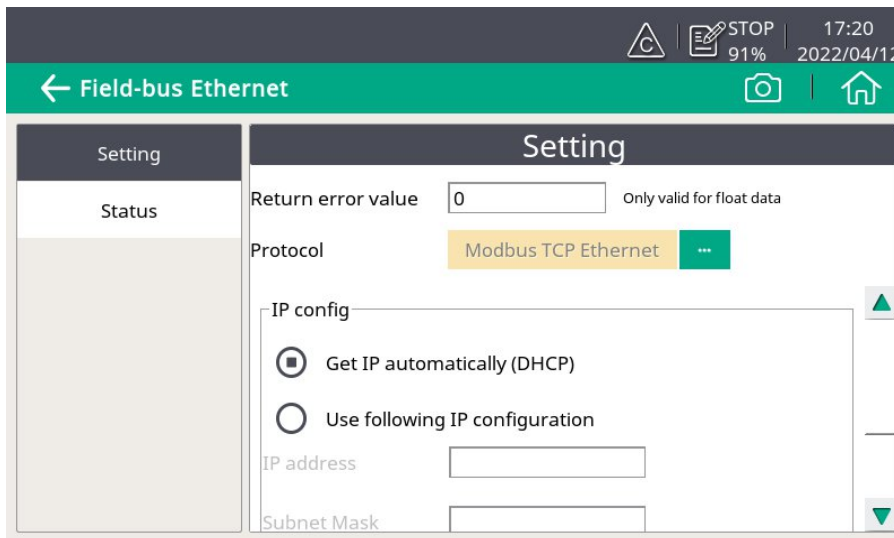 C STOP 17:20
91% 2022/04/12
Field-bus Ethernet
Setting
Status
Setting
Return error value 0 Only valid for float data
Protocol Modbus TCP Ethernet ...
IP config
Get IP automatically (DHCP)
Use following IP configuration
IP address
Subnet Mask